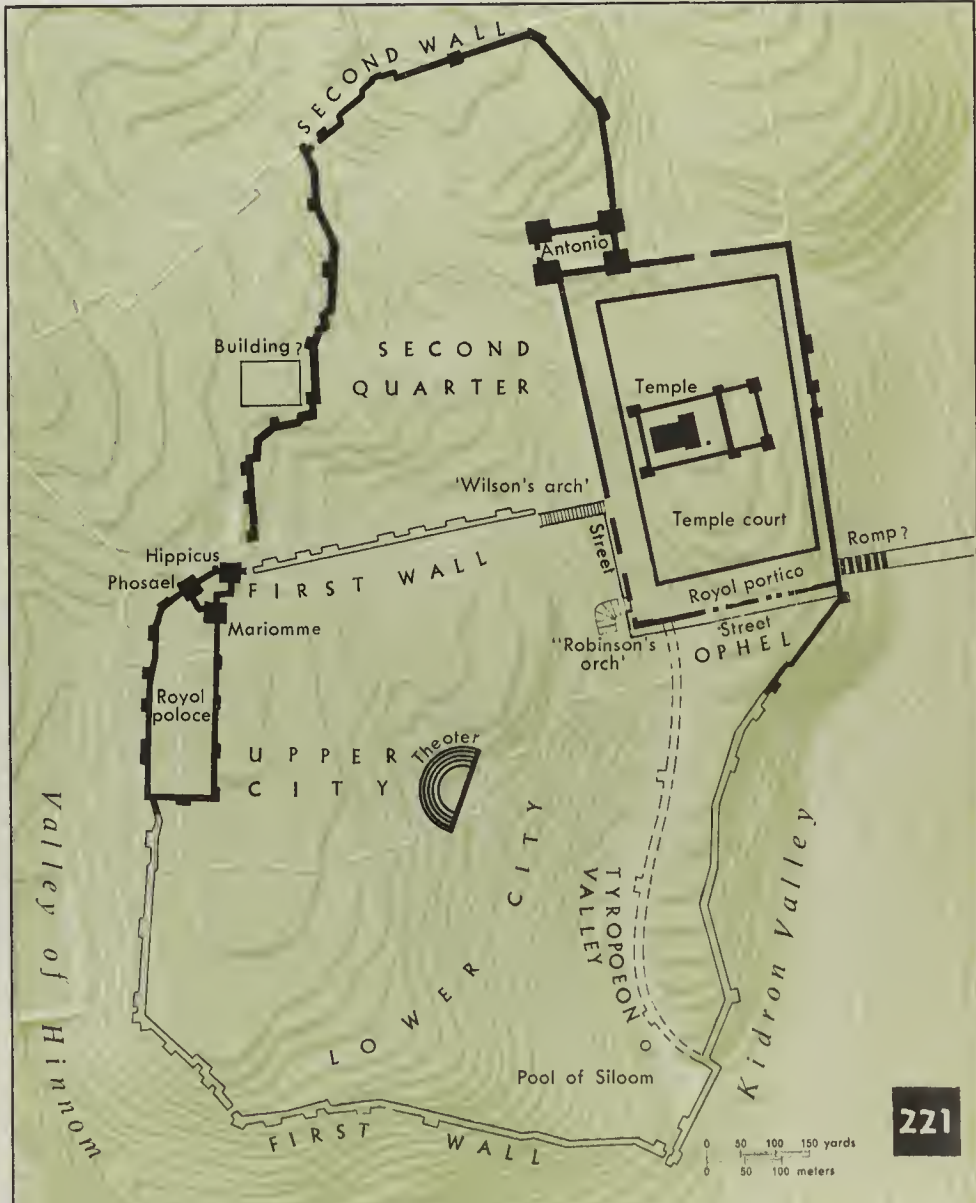 SECOND WALL
Antonio
Building?
SECOND
QUARTER
Temple
'Wilson's arch'
Street
Temple court
Romp?
Hippicus
Phosael
FIRST WALL
Royol portico
Mariomme
Street
"Robinson's
orch'
OPHEL
Royol
poloce
UPPER
CITY
Theoter
LOWER CITY
TYROPOEON
VALLEY
Valley of Hinnom
Kidron Valley
Pool of Siloom
FIRST WALL
221
0 50 100 150 yards
0 50 100 meters